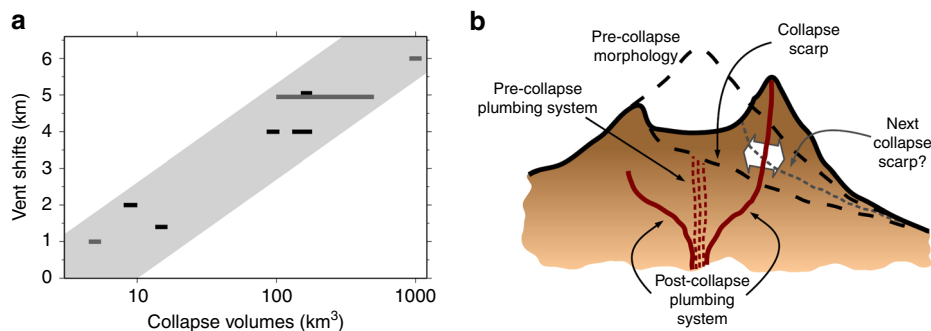 a
Vent shifts (km)
6
5
4
3
2
1
0
10
100
1000
Collapse volumes (km³)
b
Pre-collapse
morphology
Collapse
scarp
Pre-collapse
plumbing system
Next
collapse
scarp?
Post-collapse
plumbing
system